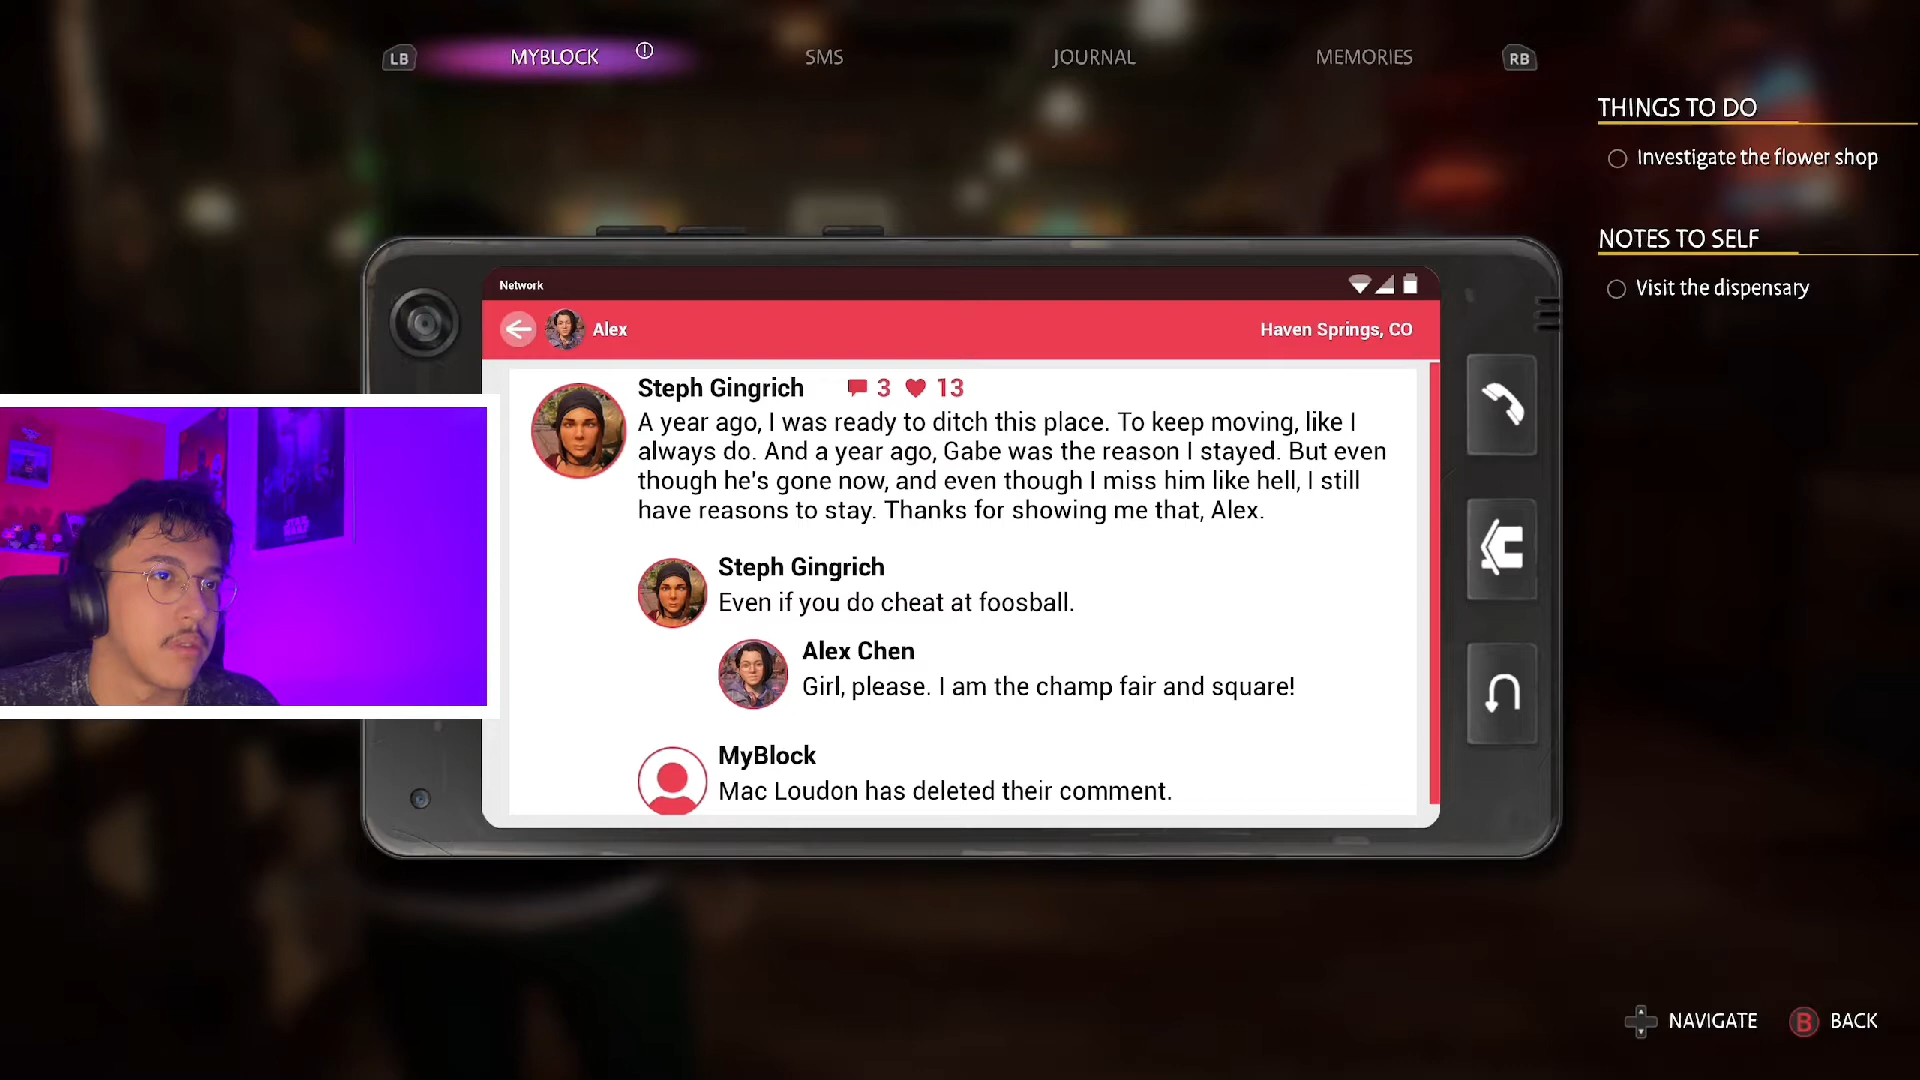 LB
MYBLOCK
SMS
JOURNAL
MEMORIES
RB
THINGS TO DO
Investigate the flower shop
NOTES TO SELF
Visit the dispensary
Network
Alex
Haven Springs, CO
Steph Gingrich 3 13
A year ago, I was ready to ditch this place. To keep moving, like I
always do. And a year ago, Gabe was the reason I stayed. But even
though he's gone now, and even though I miss him like hell, I still
have reasons to stay. Thanks for showing me that, Alex.
Steph Gingrich
Even if you do cheat at foosball.
Alex Chen
Girl, please. I am the champ fair and square!
MyBlock
Mac Loudon has deleted their comment.
STAR
WARS
NAVIGATE
B BACK